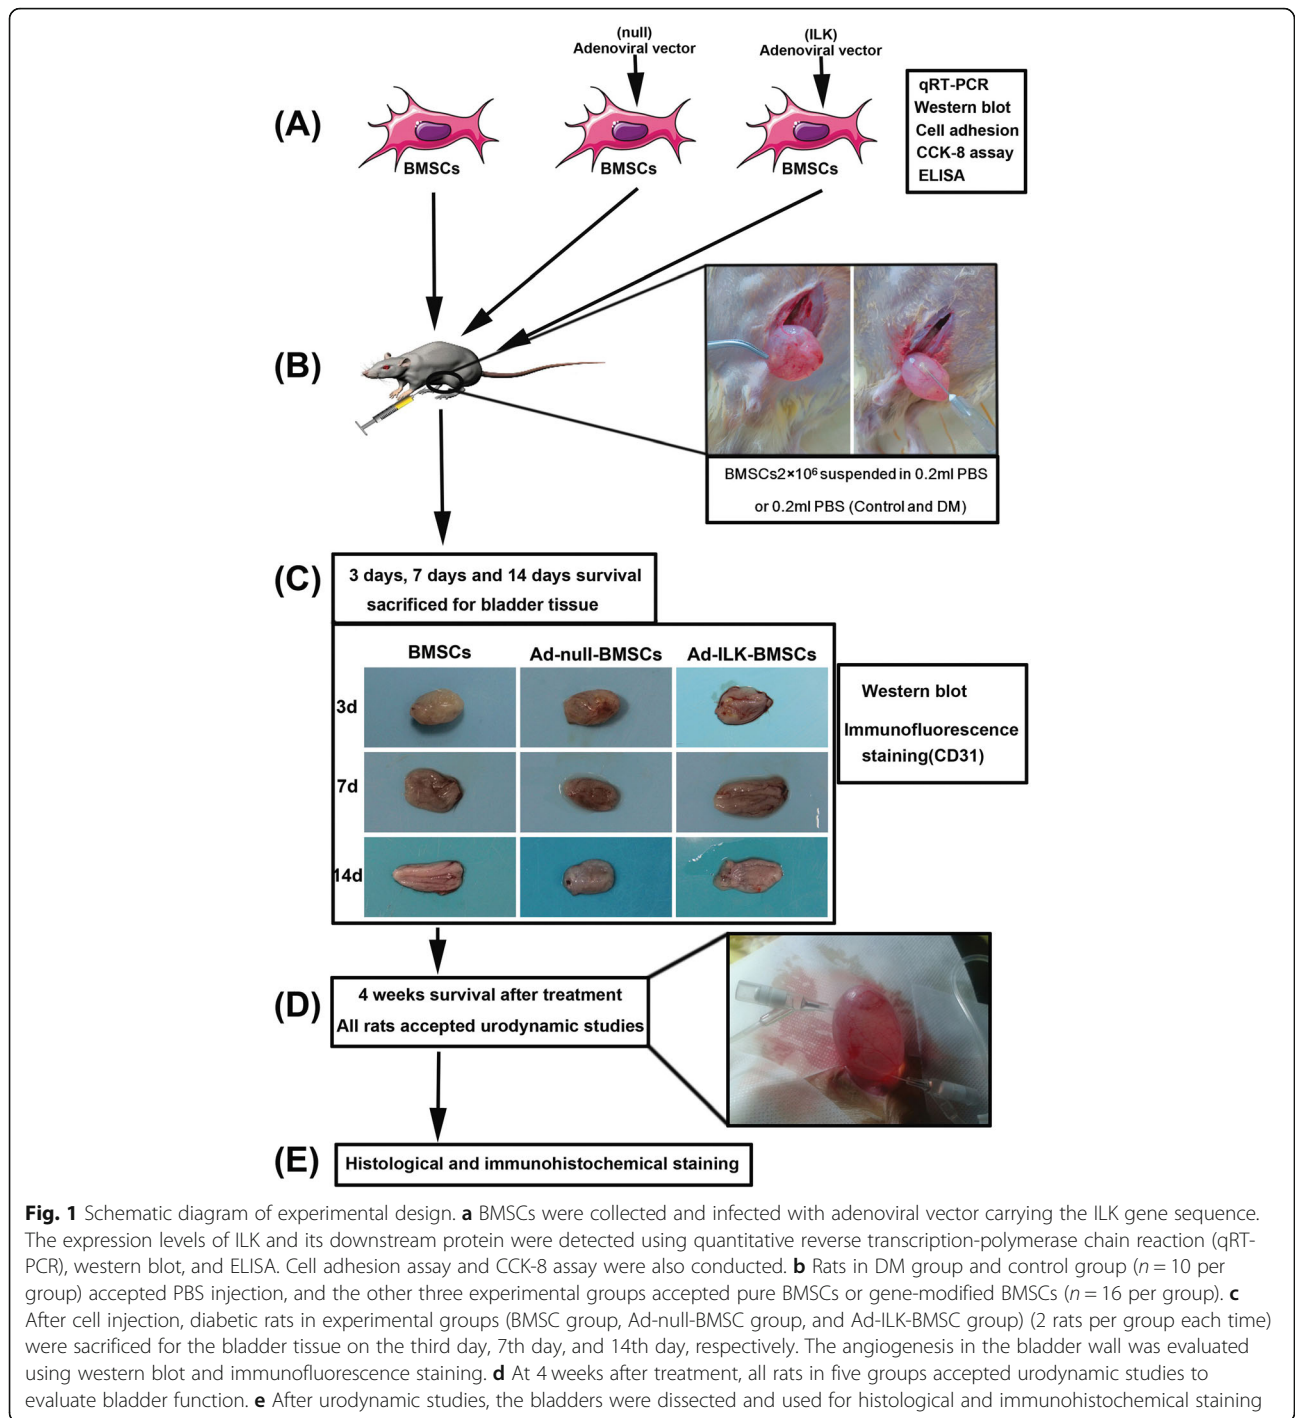 (null)
Adenoviral vector
(ILK)
Adenoviral vector
(A)
BMSCs
BMSCs
BMSCs
qRT-PCR
Western blot
Cell adhesion
CCK-8 assay
ELISA
(B)
BMSCs2×10⁶ suspended in 0.2ml PBS
or 0.2ml PBS (Control and DM)
(C)
3 days, 7 days and 14 days survival
sacrificed for bladder tissue
BMSCs Ad-null-BMSCs Ad-ILK-BMSCs
3d
7d
14d
Western blot
Immunofluorescence
staining(CD31)
(D)
4 weeks survival after treatment
All rats accepted urodynamic studies
(E)
Histological and immunohistochemical staining
Fig. 1 Schematic diagram of experimental design. a BMSCs were collected and infected with adenoviral vector carrying the ILK gene sequence.
The expression levels of ILK and its downstream protein were detected using quantitative reverse transcription-polymerase chain reaction (qRT-
PCR), western blot, and ELISA. Cell adhesion assay and CCK-8 assay were also conducted. b Rats in DM group and control group (n = 10 per
group) accepted PBS injection, and the other three experimental groups accepted pure BMSCs or gene-modified BMSCs (n = 16 per group). c
After cell injection, diabetic rats in experimental groups (BMSC group, Ad-null-BMSC group, and Ad-ILK-BMSC group) (2 rats per group each time)
were sacrificed for the bladder tissue on the third day, 7th day, and 14th day, respectively. The angiogenesis in the bladder wall was evaluated
using western blot and immunofluorescence staining. d At 4 weeks after treatment, all rats in five groups accepted urodynamic studies to
evaluate bladder function. e After urodynamic studies, the bladders were dissected and used for histological and immunohistochemical staining